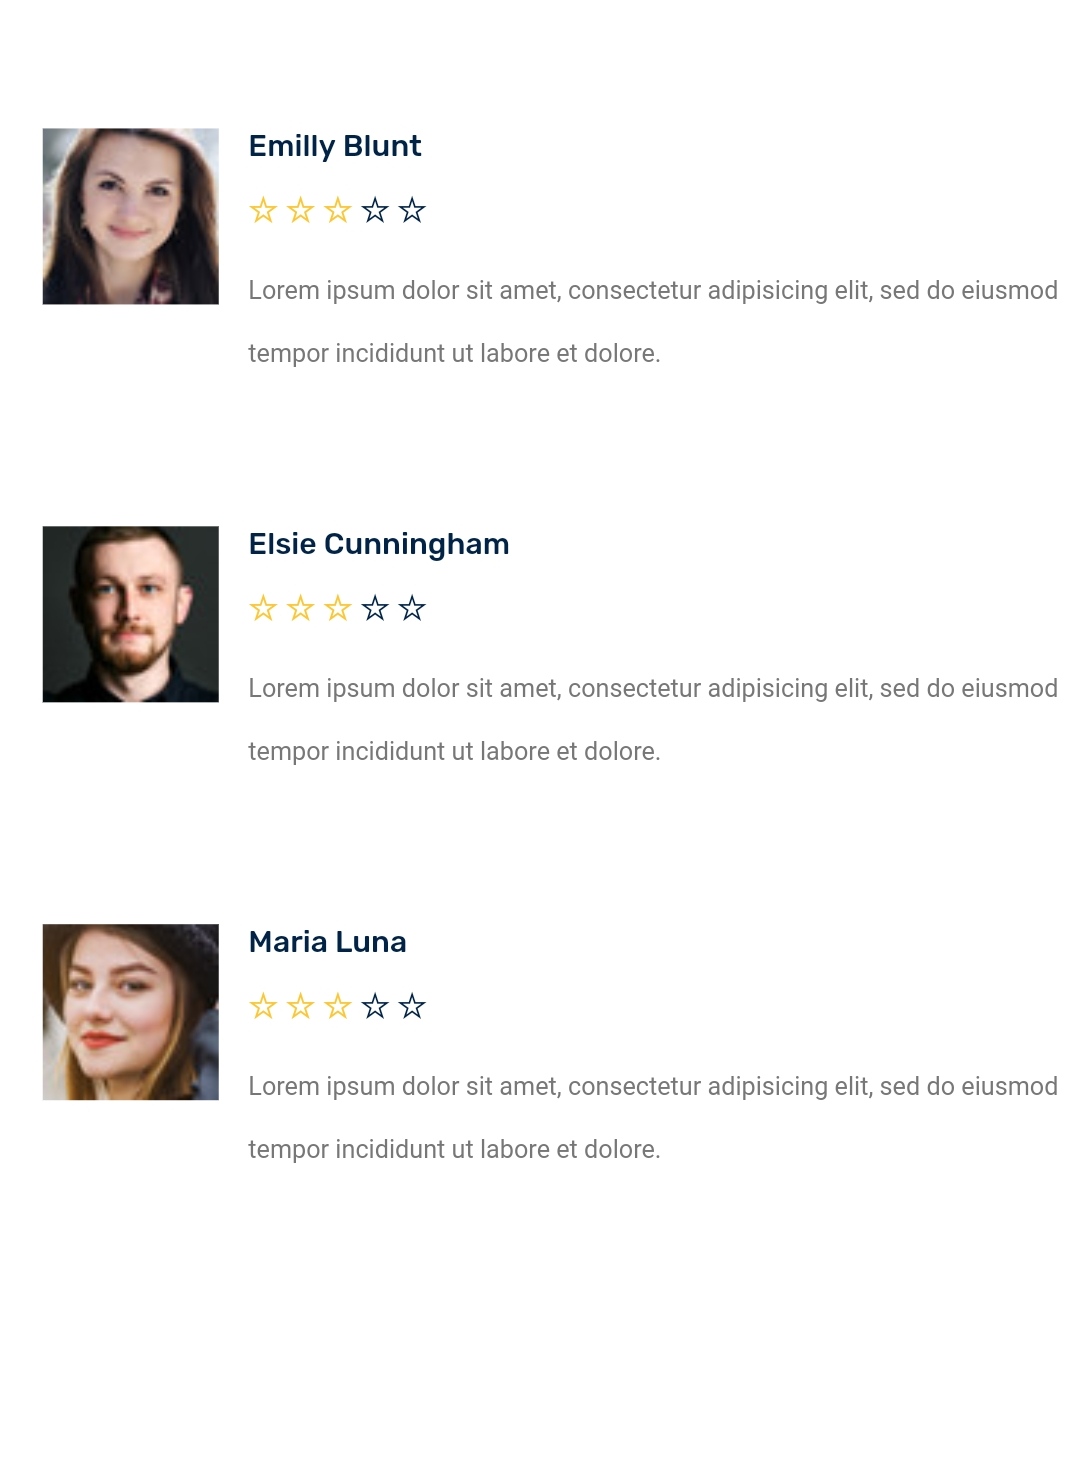 Emilly Blunt
Lorem ipsum dolor sit amet, consectetur adipisicing elit, sed do eiusmod
tempor incididunt ut labore et dolore.
Elsie Cunningham
Lorem ipsum dolor sit amet, consectetur adipisicing elit, sed do eiusmod
tempor incididunt ut labore et dolore.
Maria Luna
Lorem ipsum dolor sit amet, consectetur adipisicing elit, sed do eiusmod
tempor incididunt ut labore et dolore.